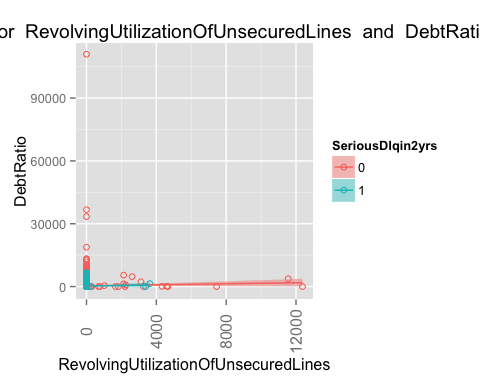 or RevolvingUtilizationOfUnsecuredLines and DebtRati
90000
60000
30000
0
DebtRatio
0
4000
8000
12000
RevolvingUtilizationOfUnsecuredLines
SeriousDlqin2yrs
0
1